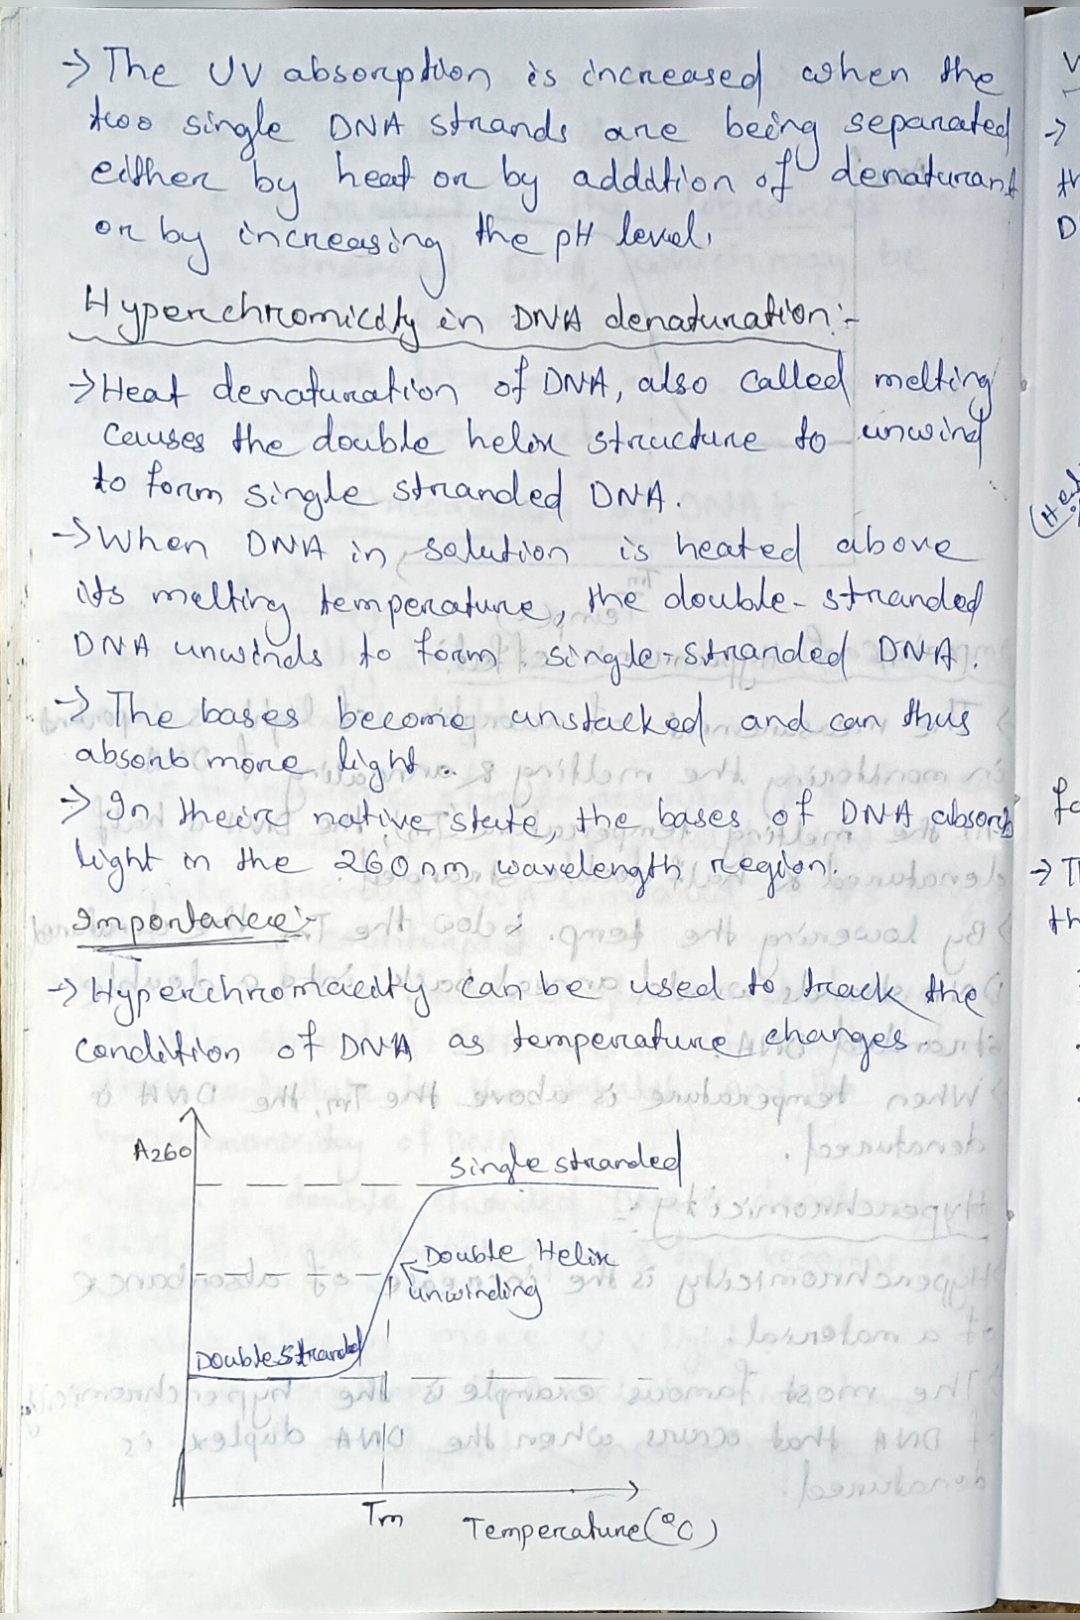 → The UV absorption is increased when the
two single DNA strands are being separated
either by heat or by addition of denaturant
or by increasing the pH level.
Hyperchromicity in DNA denaturation:-
→ Heat denaturation of DNA, also called melting
causes the double helix structure to unwind
to form single stranded DNA.
→ When DNA in solution is heated above
its melting temperature, the double-stranded
DNA unwinds to form single-stranded DNA.
→ The bases become unstacked and can thus
absorb more light.
→ In their native state, the bases of DNA absorb
light in the 260nm wavelength region.
Importance:-
→ Hyperchromacity can be used to track the
condition of DNA as temperature changes.
A260
Single stranded
Double Helix
unwinding
Double Stranded
Tm
Temperature(°C)